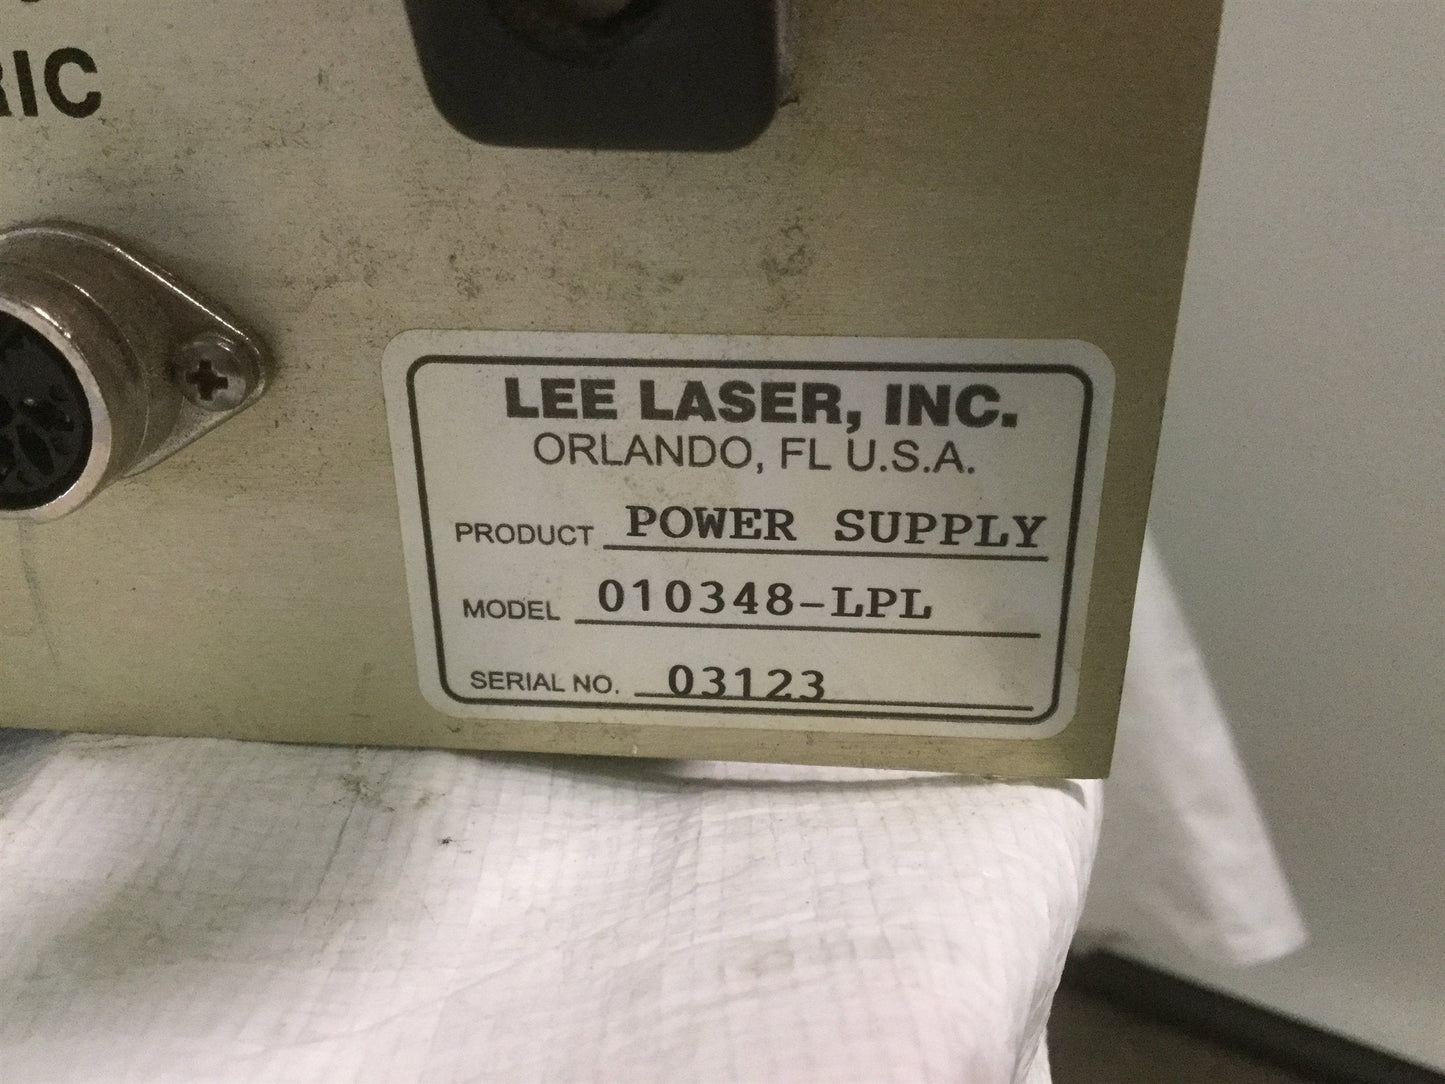 RIC
LEE LASER, INC.
ORLANDO, FL U.S.A.
PRODUCT POWER SUPPLY
MODEL 010348-LPL
SERIAL NO. 03123